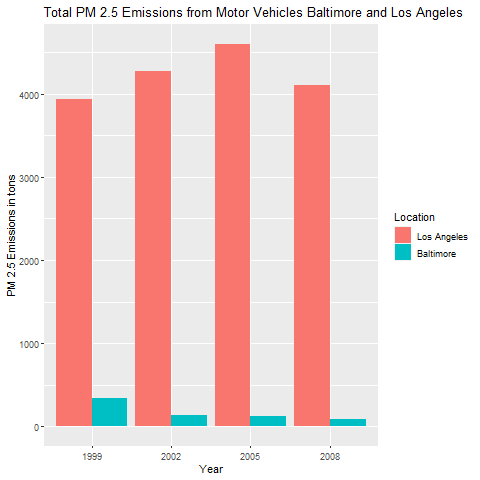 Total PM 2.5 Emissions from Motor Vehicles Baltimore and Los Angeles
PM 2.5 Emissions in tons
4000
3000
2000
1000
0
1999 2002 2005 2008
Year
Location
Los Angeles
Baltimore